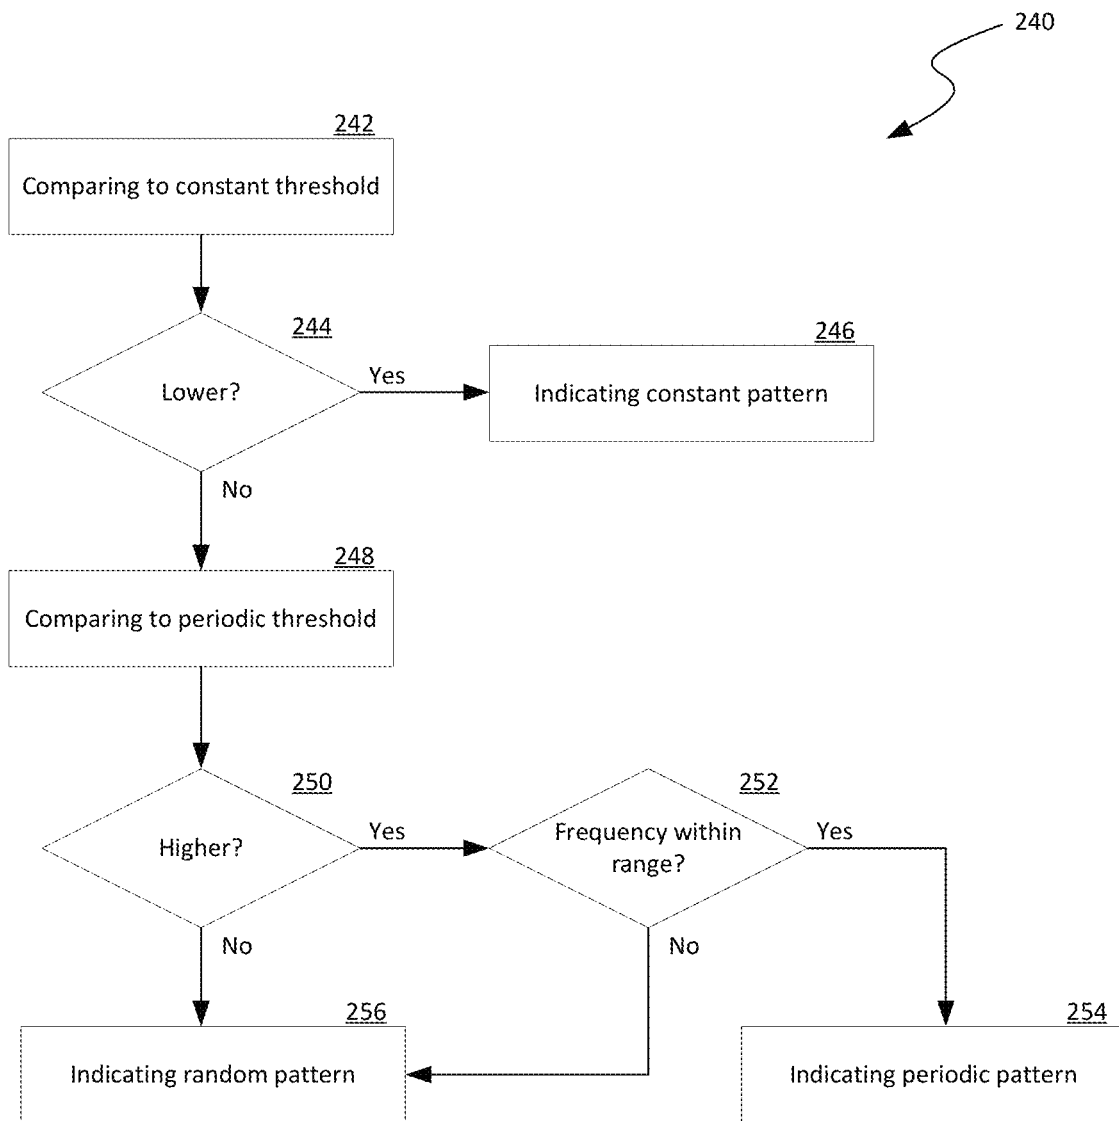 240
242
Comparing to constant threshold
244
Lower?
Yes
246
Indicating constant pattern
No
248
Comparing to periodic threshold
250
Higher?
Yes
252
Frequency within
range?
Yes
No
No
256
Indicating random pattern
254
Indicating periodic pattern